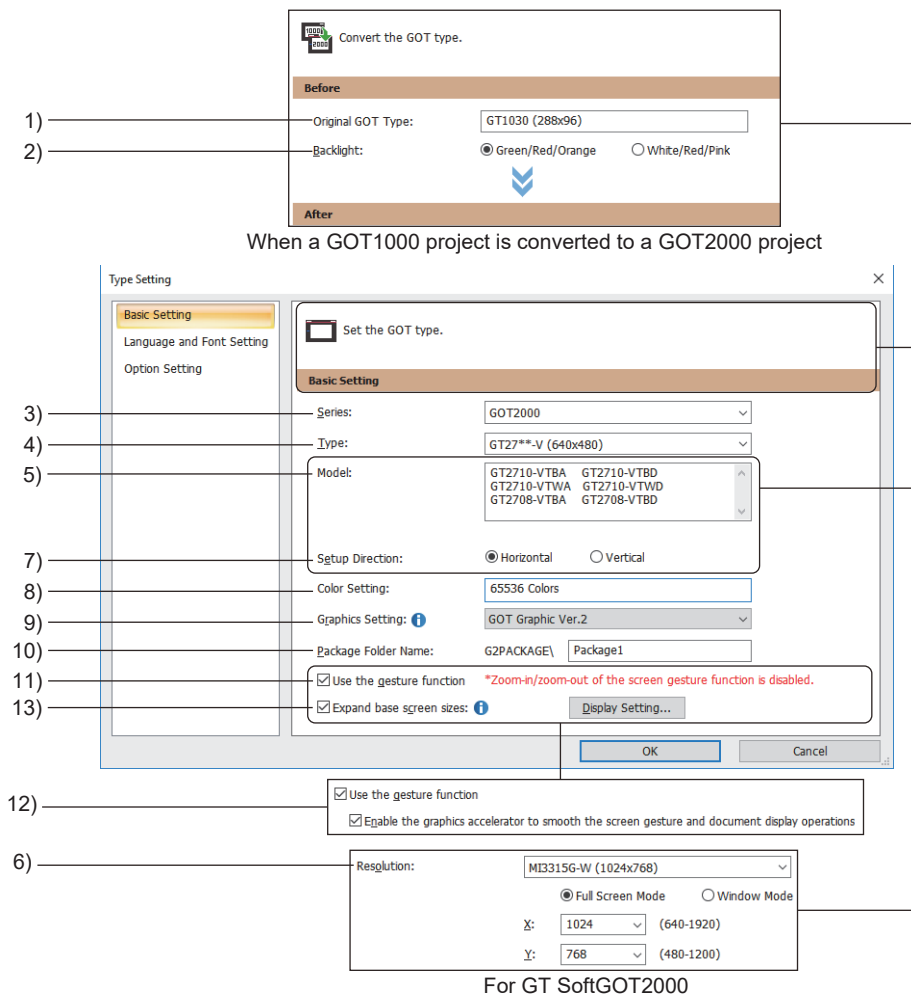 Convert the GOT type.
Before
1) Original GOT Type: GT1030 (288x96)
2) Backlight: Green/Red/Orange White/Red/Pink
After
When a GOT1000 project is converted to a GOT2000 project
Type Setting
Basic Setting
Language and Font Setting
Option Setting
Set the GOT type.
Basic Setting
3) Series: GOT2000
4) Type: GT27**-V (640x480)
5) Model: GT2710-VTBA GT2710-VTBD
GT2710-VTWA GT2710-VTWD
GT2708-VTBA GT2708-VTBD
7) Setup Direction: Horizontal Vertical
8) Color Setting: 65536 Colors
9) Graphics Setting: GOT Graphic Ver.2
10) Package Folder Name: G2PACKAGE\ Package1
11) Use the gesture function *Zoom-in/zoom-out of the screen gesture function is disabled.
13) Expand base screen sizes: Display Setting...
OK Cancel
12) Use the gesture function
Enable the graphics accelerator to smooth the screen gesture and document display operations
6) Resolution: MI3315G-W (1024x768)
Full Screen Mode Window Mode
X: 1024 (640-1920)
Y: 768 (480-1200)
For GT SoftGOT2000